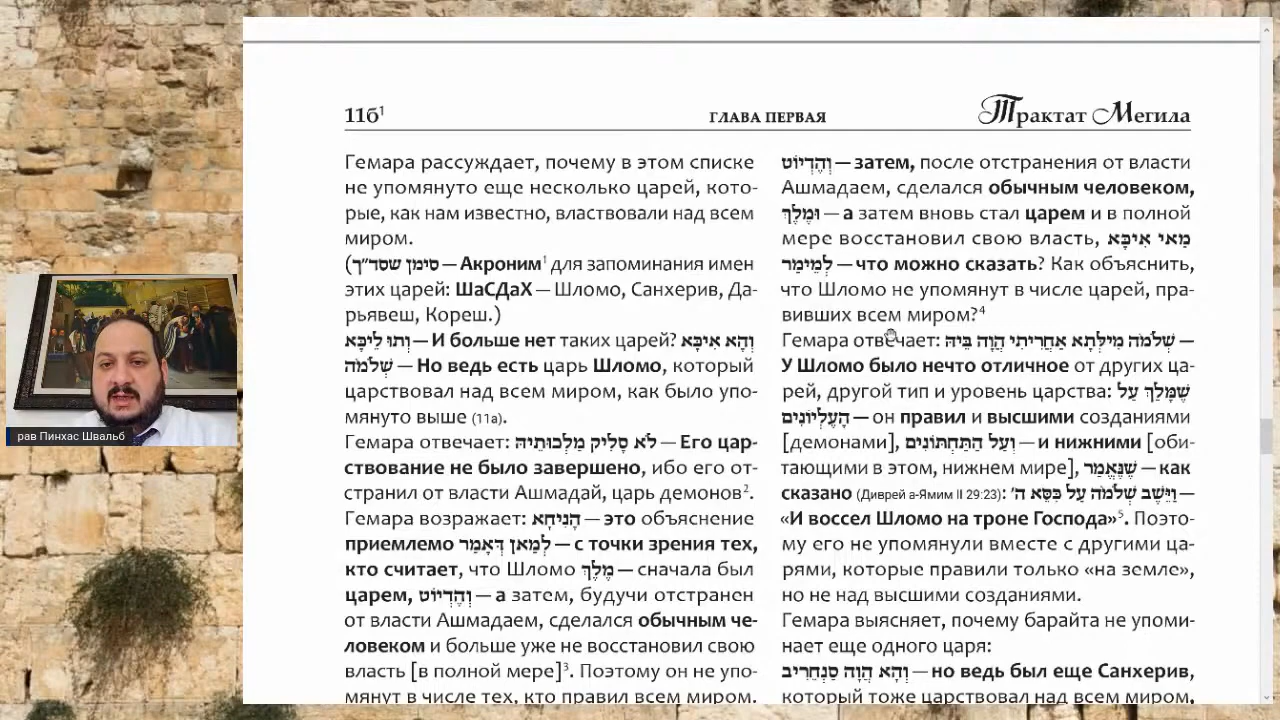 11б¹
ГЛАВА ПЕРВАЯ
Трактат Мегила
Гемара рассуждает, почему в этом списке
не упомянуто еще несколько царей, кото-
рые, как нам известно, властвовали над всем
миром.
(סימן שסד״ך — Акроним¹ для запоминания имен
этих царей: ШаСДаХ — Шломо, Санхерив, Да-
рьявеш, Кореш.)
וְתוּ לֵיכָּא — И больше нет таких царей? וְהָא אִיכָּא
שְׁלֹמֹה — Но ведь есть царь Шломо, который
царствовал над всем миром, как было упо-
мянуто выше (11а).
Гемара отвечает: לֹא סָלֵיק מַלְכוּתֵיהּ — Его цар-
ствование не было завершено, ибо его от-
странил от власти Ашмадай, царь демонов².
Гемара возражает: הָנִיחָא — это объяснение
приемлемо לְמַאן דְּאָמַר — с точки зрения тех,
кто считает, что Шломо מֶלֶךְ — сначала был
царем, וְהֶדְיוֹט — а затем, будучи отстранен
от власти Ашмадаем, сделался обычным че-
ловеком и больше уже не восстановил свою
власть [в полной мере]³. Поэтому он не упо-
мянут в числе тех, кто правил всем миром.
וְהֶדְיוֹט — затем, после отстранения от власти
Ашмадаем, сделался обычным человеком,
וּמֶלֶךְ — а затем вновь стал царем и в полной
мере восстановил свою власть, מַאי אִיכָּא
לְמֵימַר — что можно сказать? Как объяснить,
что Шломо не упомянут в числе царей, пра-
вивших всем миром?⁴
Гемара отвечает: שְׁלֹמֹה מִילְּתָא אַחֲרִיתִי הֲוָה בֵּיהּ —
У Шломо было нечто отличное от других ца-
рей, другой тип и уровень царства: שֶׁמָּלַךְ עַל
הָעֶלְיוֹנִים — он правил и высшими созданиями
[демонами], וְעַל הַתַּחְתּוֹנִים — и нижними [оби-
тающими в этом, нижнем мире], שֶׁנֶּאֱמַר — как
сказано (Диврей а-Ямим II 29:23): וַיֵּשֶׁב שְׁלֹמֹה עַל כִּסֵּא ה׳ —
«И воссел Шломо на троне Господа»⁵. Поэто-
му его не упомянули вместе с другими ца-
рями, которые правили только «на земле»,
но не над высшими созданиями.
Гемара выясняет, почему барайта не упоми-
нает еще одного царя:
וְהָא הֲוָה סַנְחֵרִיב — но ведь был еще Санхерив,
который тоже царствовал над всем миром,
рав Пинхас Швальб